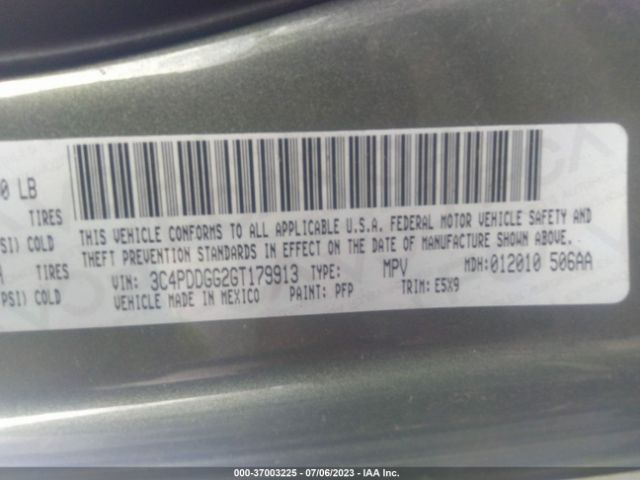 0 LB
TIRES
SI) COLD
TIRES
PSI) COLD
THIS VEHICLE CONFORMS TO ALL APPLICABLE U.S.A. FEDERAL MOTOR VEHICLE SAFETY AND
THEFT PREVENTION STANDARDS IN EFFECT ON THE DATE OF MANUFACTURE SHOWN ABOVE.
VIN: 3C4PDDGG2GT179913 TYPE: MPV MDH:012010 506AA
VEHICLE MADE IN MEXICO PAINT: PFP TRIM: E5X9
000-37003225 - 07/06/2023 - IAA Inc.